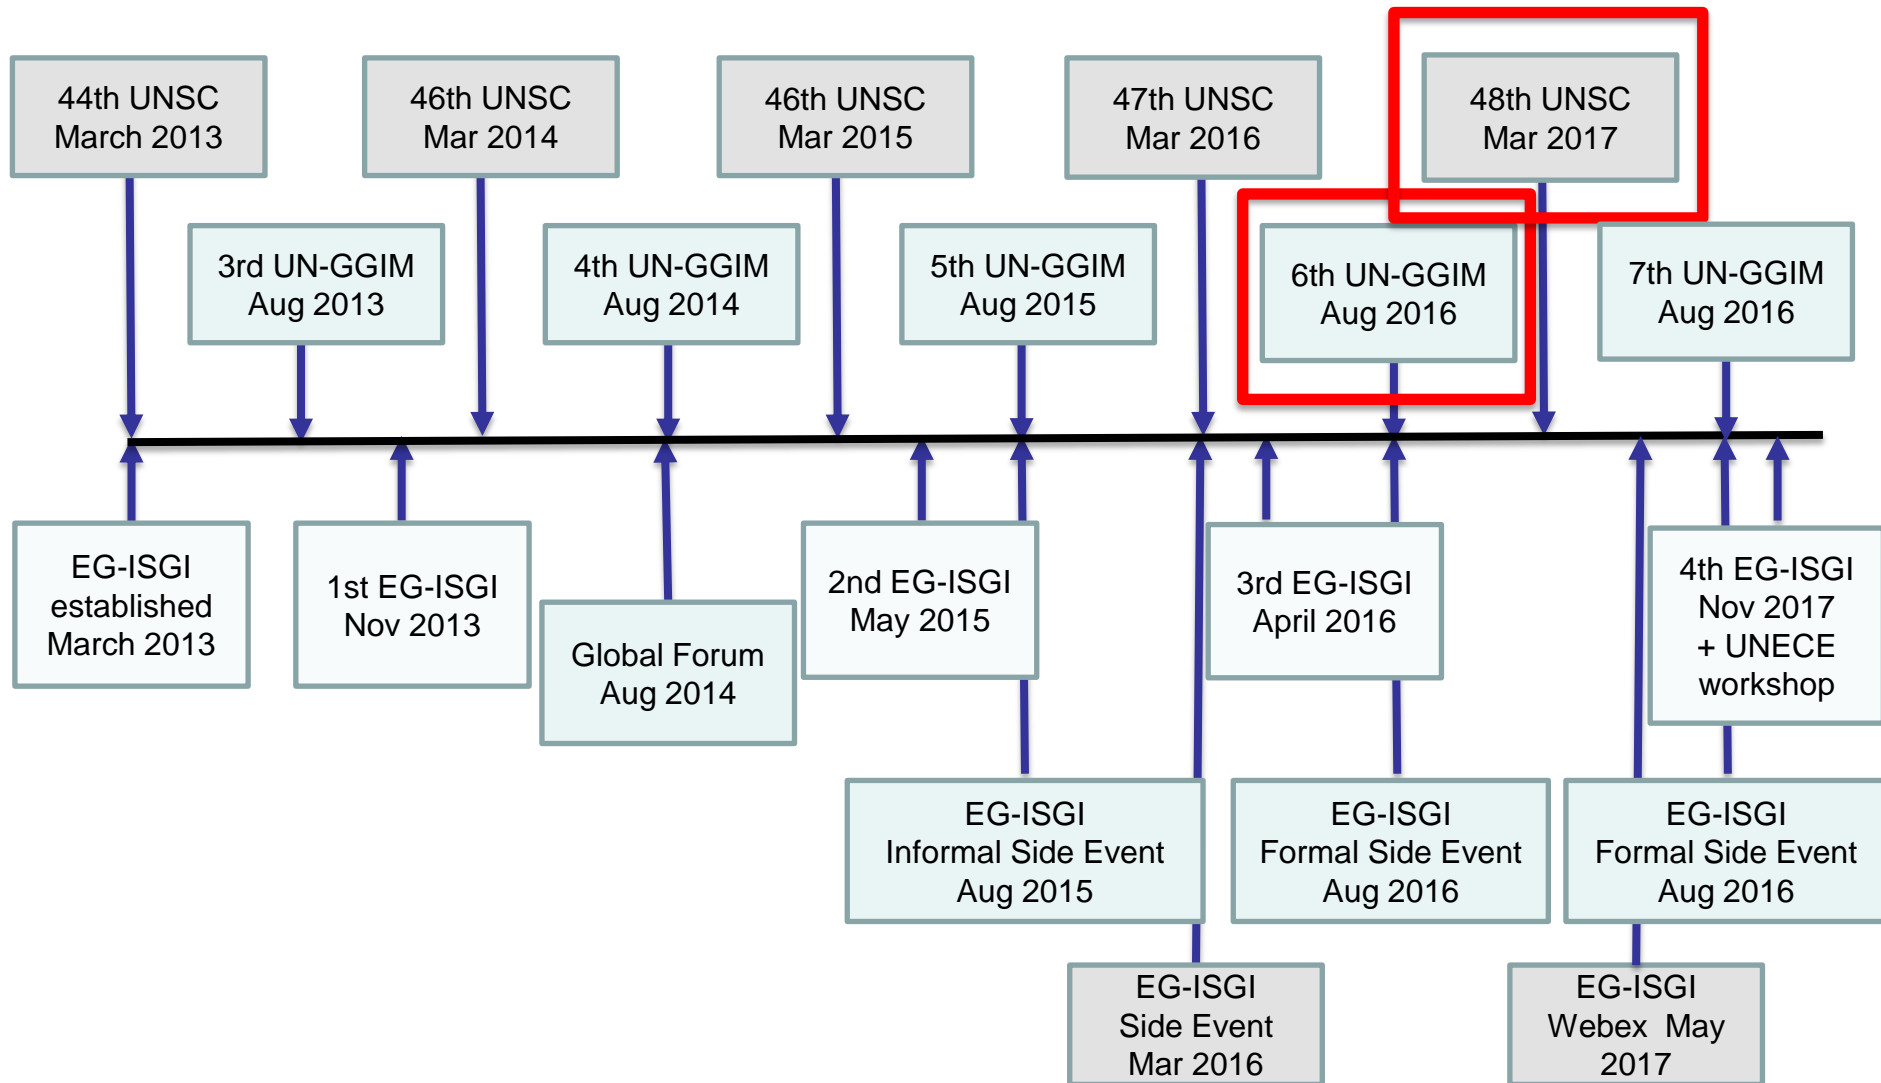 44th UNSC
March 2013
46th UNSC
Mar 2014
46th UNSC
Mar 2015
47th UNSC
Mar 2016
48th UNSC
Mar 2017
3rd UN-GGIM
Aug 2013
4th UN-GGIM
Aug 2014
5th UN-GGIM
Aug 2015
6th UN-GGIM
Aug 2016
7th UN-GGIM
Aug 2016
EG-ISGI
established
March 2013
1st EG-ISGI
Nov 2013
Global Forum
Aug 2014
2nd EG-ISGI
May 2015
3rd EG-ISGI
April 2016
4th EG-ISGI
Nov 2017
+ UNECE
workshop
EG-ISGI
Informal Side Event
Aug 2015
EG-ISGI
Formal Side Event
Aug 2016
EG-ISGI
Formal Side Event
Aug 2016
EG-ISGI
Side Event
Mar 2016
EG-ISGI
Webex May
2017